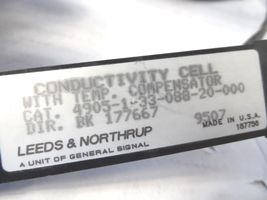 CONDUCTIVITY CELL
WITH TEMP. COMPENSATOR
CAT. 4905-1-33-088-20-000
DIR. BK 177667 9507
LEEDS & NORTHRUP MADE IN U.S.A.
A UNIT OF GENERAL SIGNAL 187756